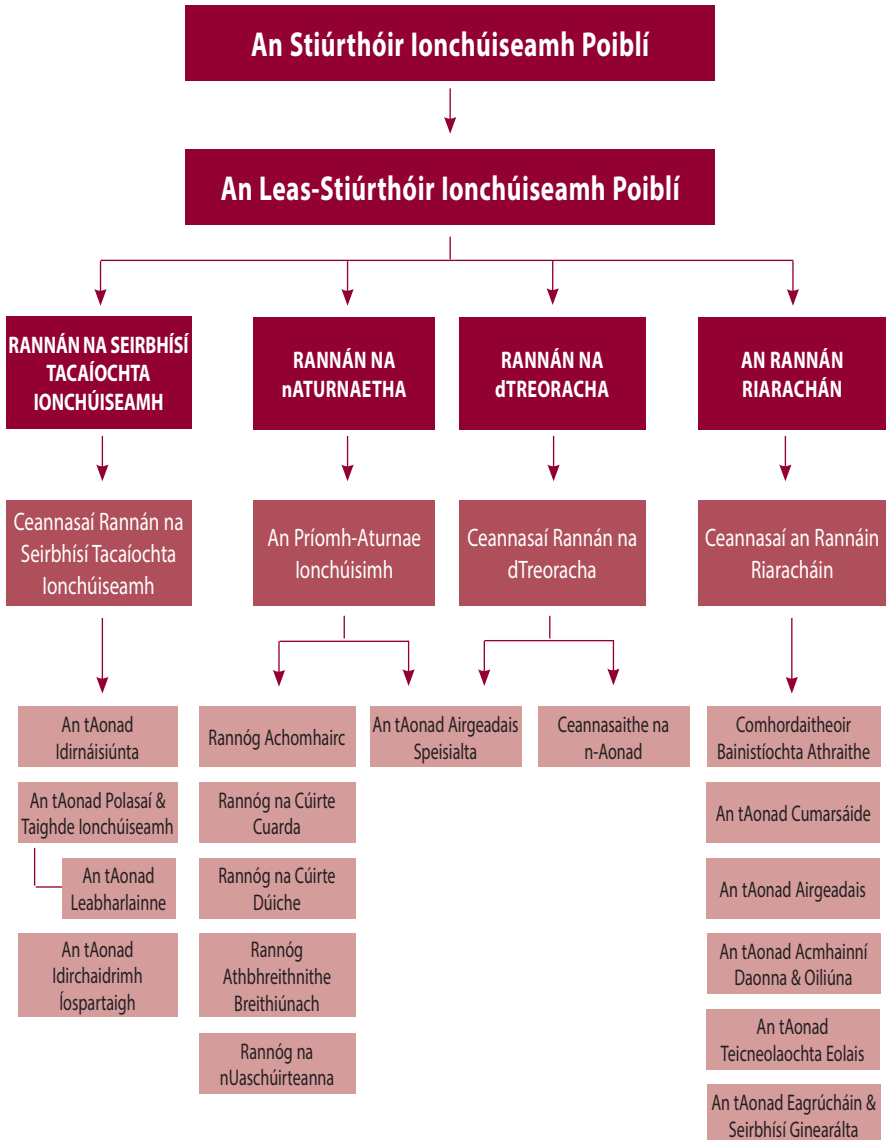 An Stiúrthóir Ionchúiseamh Poiblí
An Leas-Stiúrthóir Ionchúiseamh Poiblí
RANNÁN NA SEIRBHÍSÍ
TACAÍOCHTA
IONCHÚISEAMH
RANNÁN NA
nATURNAETHA
RANNÁN NA
dTREORACHA
AN RANNÁN
RIARACHÁN
Ceannasaí Rannán na
Seirbhísí Tacaíochta
Ionchúiseamh
An Príomh-Aturnae
Ionchúisimh
Ceannasaí Rannán na
dTreoracha
Ceannasaí an Rannáin
Riaracháin
An tAonad
Idirnáisiúnta
An tAonad Polasaí &
Taighde Ionchúiseamh
An tAonad
Leabharlainne
An tAonad
Idirchaidrimh
Íospartaigh
Rannóg Achomhairc
Rannóg na Cúirte
Cuarda
Rannóg na Cúirte
Dúiche
Rannóg
Athbhreithnithe
Breithiúnach
Rannóg na
nUaschúirteanna
An tAonad Airgeadais
Speisialta
Ceannasaithe na
n-Aonad
Comhordaitheoir
Bainistíochta Athraithe
An tAonad Cumarsáide
An tAonad Airgeadais
An tAonad Acmhainní
Daonna & Oiliúna
An tAonad
Teicneolaochta Eolais
An tAonad Eagrúcháin &
Seirbhísí Ginearálta